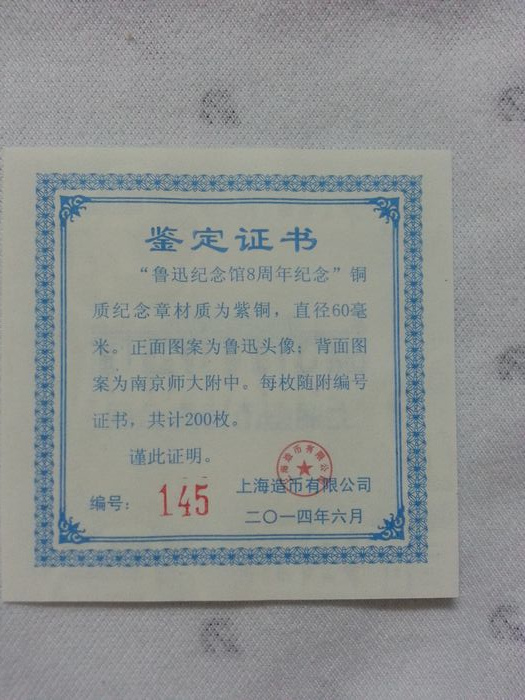 鉴定证书
“鲁迅纪念馆8周年纪念”铜
质纪念章材质为紫铜，直径60毫
米。正面图案为鲁迅头像；背面图
案为南京师大附中。每枚随附编号
证书，共计200枚。
谨此证明。
上海造币有限公司
编号：145
二〇一四年六月